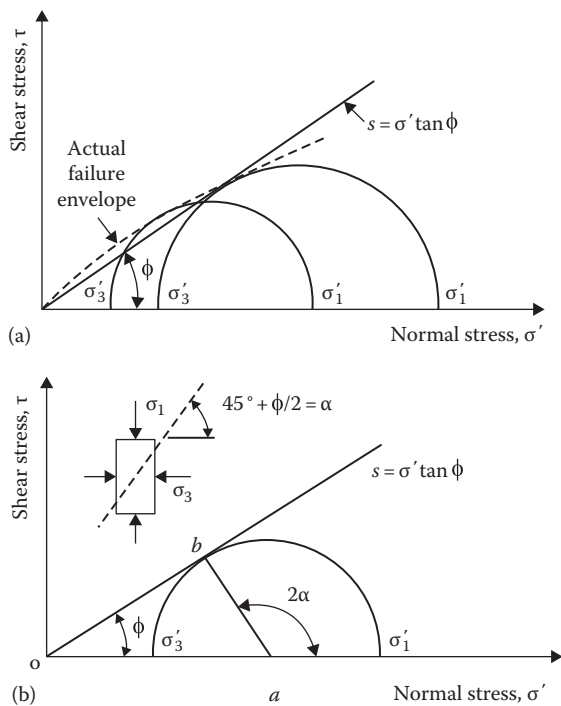 Shear stress, τ
s = σ′ tan ϕ
Actual
failure
envelope
ϕ
σ′3
σ′3
σ′1
σ′1
(a)
Normal stress, σ′
Shear stress, τ
σ1
45° + ϕ/2 = α
σ3
s = σ′ tan ϕ
b
2α
ϕ
σ′3
σ′1
o
(b)
a
Normal stress, σ′